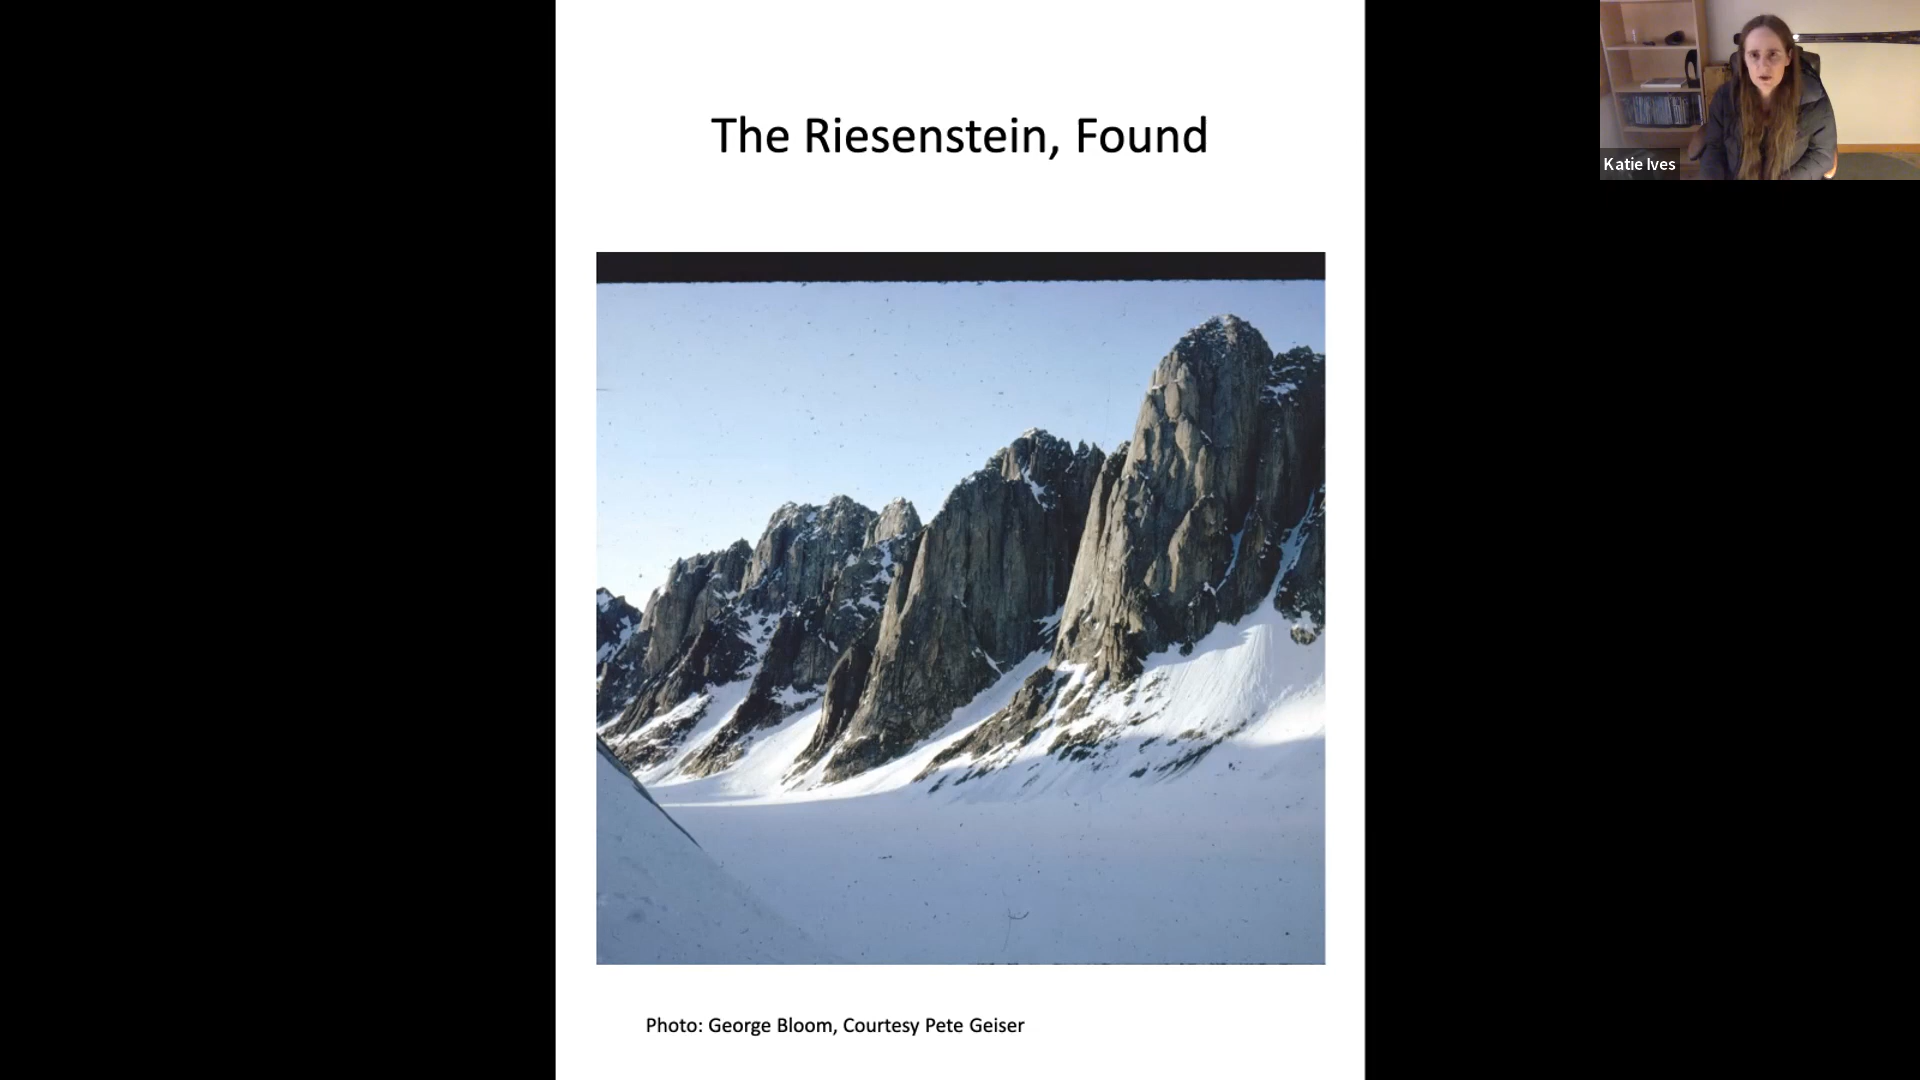 The Riesenstein, Found
Katie Ives
Photo: George Bloom, Courtesy Pete Geiser